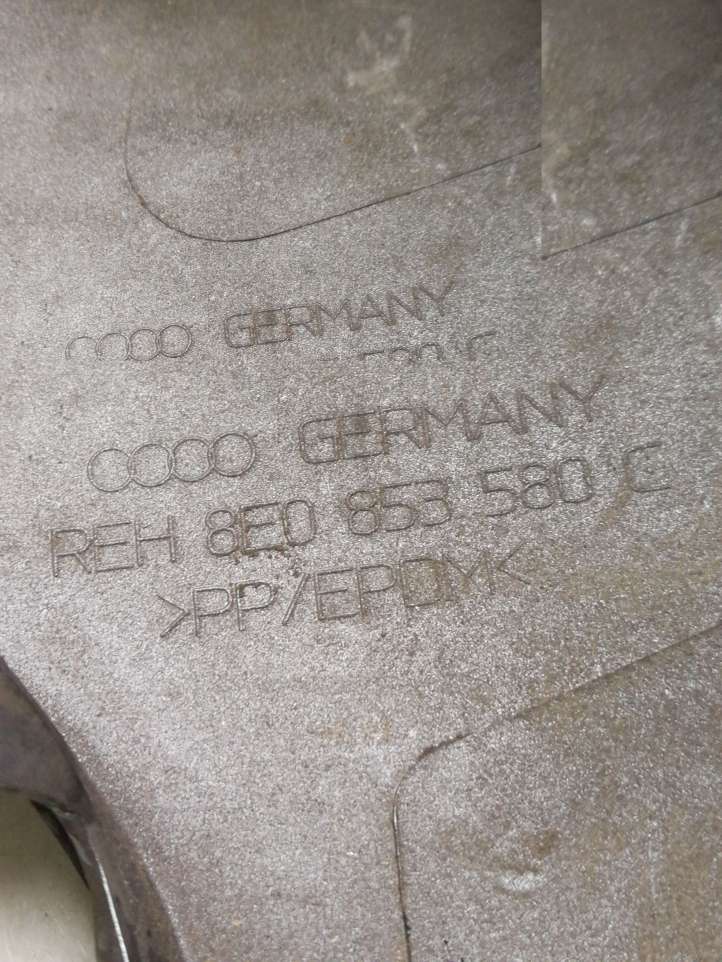 GERMANY
GERMANY
REH 8E0 853 580 C
>PP/EPDM<